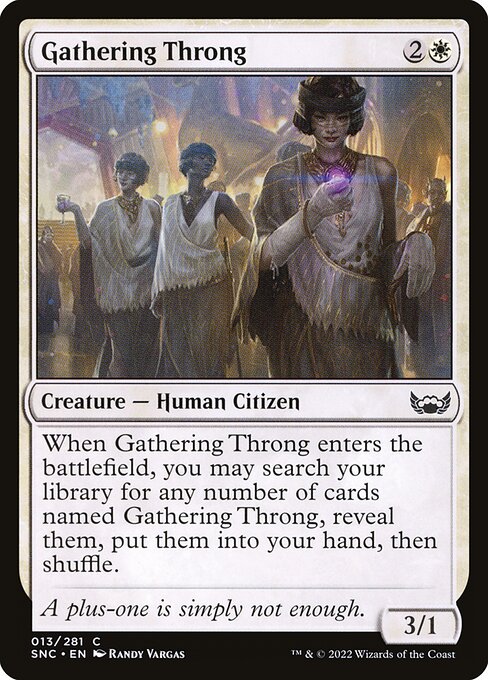 Gathering Throng 2
Creature — Human Citizen
When Gathering Throng enters the
battlefield, you may search your
library for any number of cards
named Gathering Throng, reveal
them, put them into your hand, then
shuffle.
A plus-one is simply not enough.
3/1
013/281 C
SNC • EN Randy Vargas
™ & © 2022 Wizards of the Coast